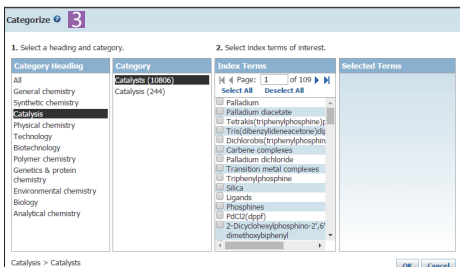 Categorize ? 3
1. Select a heading and category.
2. Select index terms of interest.
Category Heading
All
General chemistry
Synthetic chemistry
Catalysis
Physical chemistry
Technology
Biotechnology
Polymer chemistry
Genetics & protein
chemistry
Environmental chemistry
Biology
Analytical chemistry
Category
Catalysts (10806)
Catalysis (244)
Index Terms
Page: 1 of 109
Select All Deselect All
Palladium
Palladium diacetate
Tetrakis(triphenylphosphine)p
Tris(dibenzylideneacetone)dip
Dichlorobis(triphenylphosphin
Carbene complexes
Palladium dichloride
Transition metal complexes
Triphenylphosphine
Silica
Ligands
Phosphines
PdCl2(dppf)
2-Dicyclohexylphosphino-2',6'
dimethoxybiphenyl
Selected Terms
Catalysis > Catalysts
OK Cancel